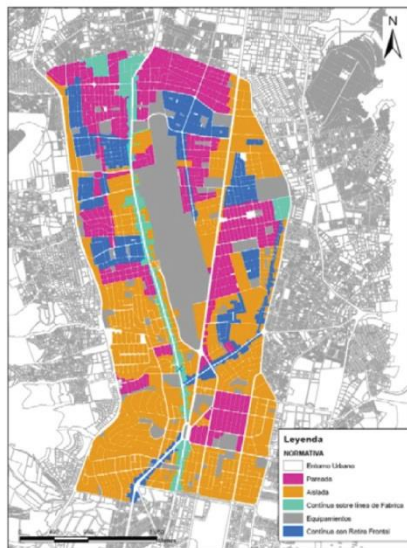 N
Leyenda
NORMATIVA
Entorno Urbano
Pareada
Aislada
Continua sobre línea de Fabrica
Equipamientos
Continua con Retiro Frontal